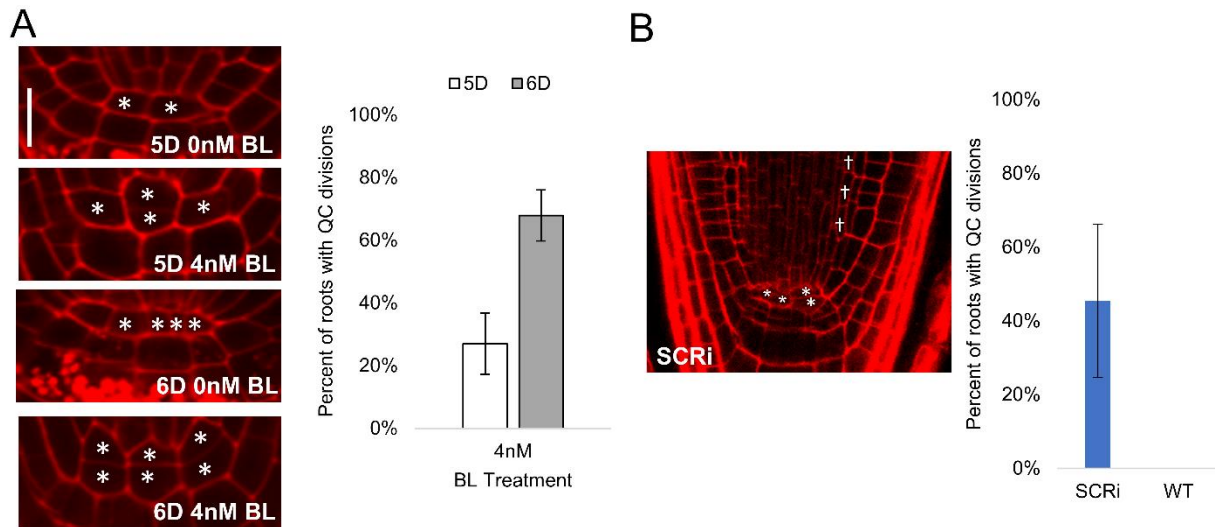 A
5D 0nM BL
5D 4nM BL
6D 0nM BL
6D 4nM BL
5D 6D
Percent of roots with QC divisions
100%
80%
60%
40%
20%
0%
4nM
BL Treatment
B
SCRi
Percent of roots with QC divisions
100%
80%
60%
40%
20%
0%
SCRi WT